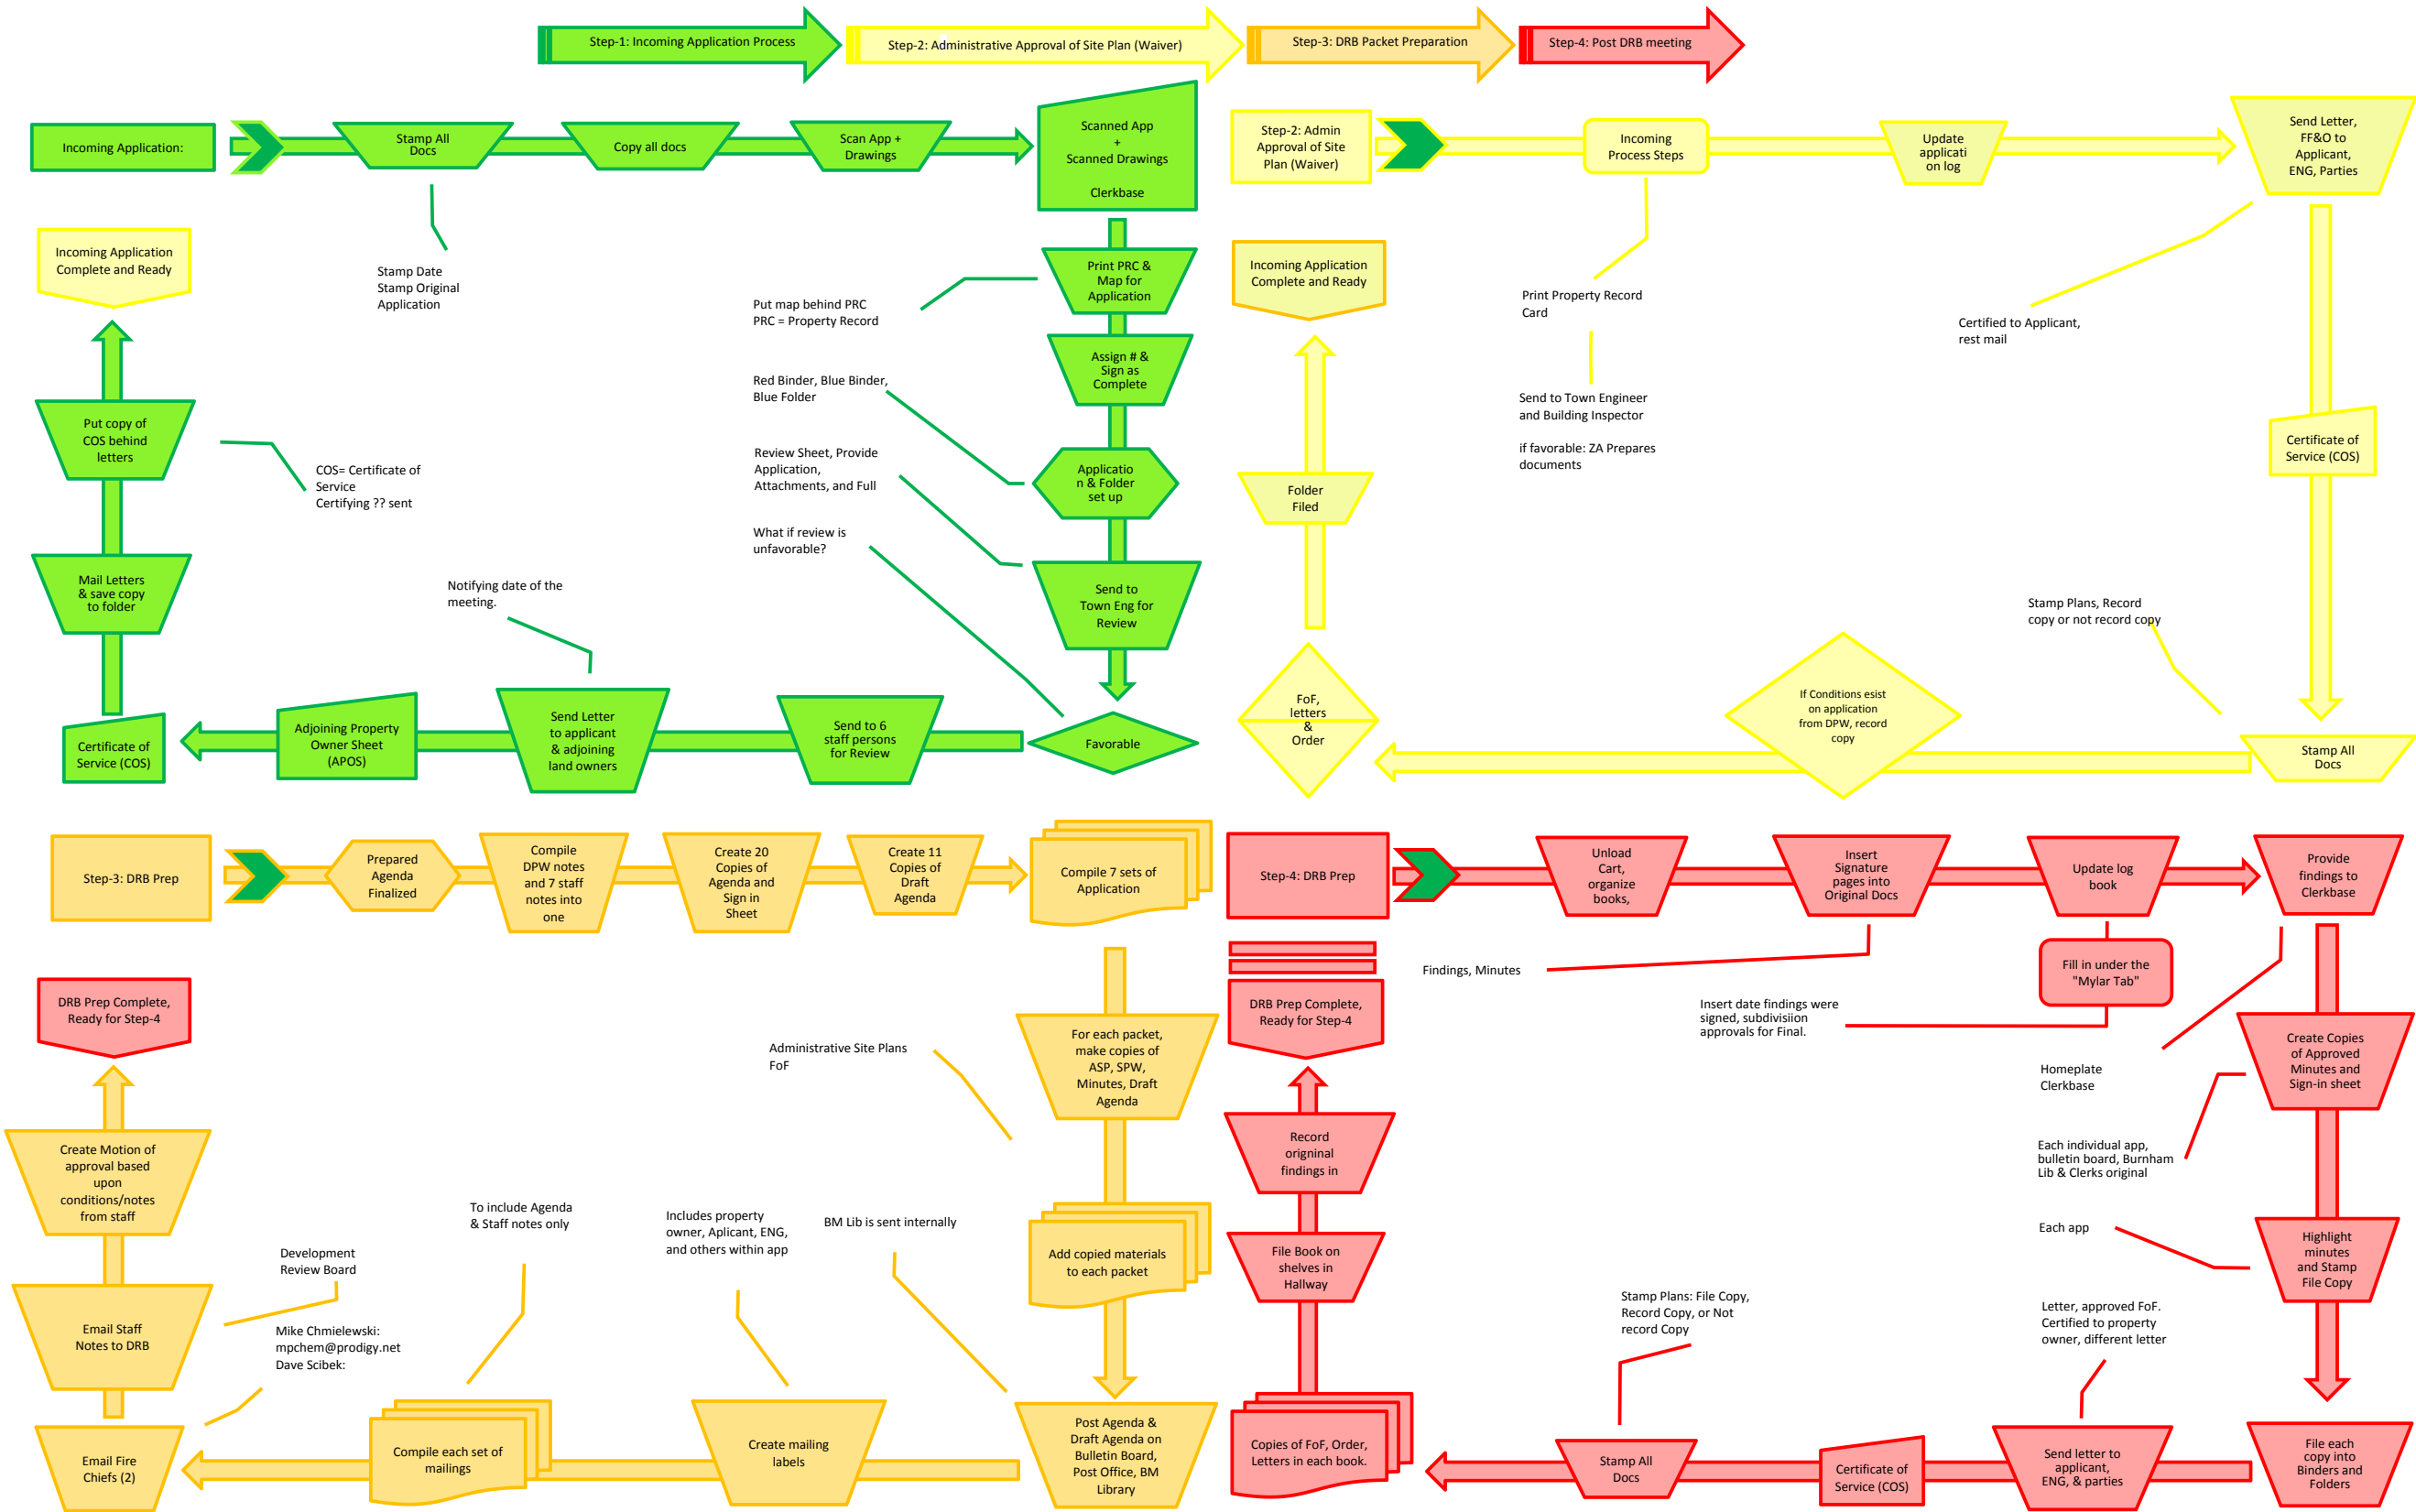 Step-1: Incoming Application Process
Step-2: Administrative Approval of Site Plan (Waiver)
Step-3: DRB Packet Preparation
Step-4: Post DRB meeting
Incoming Application:
Stamp All
Docs
Copy all docs
Scan App +
Drawings
Scanned App
+
Scanned Drawings
Clerkbase
Stamp Date
Stamp Original
Application
Print PRC &
Map for
Application
Put map behind PRC
PRC = Property Record
Assign # &
Sign as
Complete
Red Binder, Blue Binder,
Blue Folder
Applicatio
n & Folder
set up
Review Sheet, Provide
Application,
Attachments, and Full
Send to
Town Eng for
Review
What if review is
unfavorable?
Favorable
Send to 6
staff persons
for Review
Send Letter
to applicant
& adjoining
land owners
Notifying date of the
meeting.
Adjoining Property
Owner Sheet
(APOS)
Certificate of
Service (COS)
Mail Letters
& save copy
to folder
Put copy of
COS behind
letters
COS= Certificate of
Service
Certifying ?? sent
Incoming Application
Complete and Ready
Step-2: Admin
Approval of Site
Plan (Waiver)
Incoming
Process Steps
Update
applicati
on log
Send Letter,
FF&O to
Applicant,
ENG, Parties
Print Property Record
Card
Send to Town Engineer
and Building Inspector
if favorable: ZA Prepares
documents
Certified to Applicant,
rest mail
Certificate of
Service (COS)
Stamp Plans, Record
copy or not record copy
Stamp All
Docs
If Conditions esist
on application
from DPW, record
copy
FoF,
letters
&
Order
Folder
Filed
Incoming Application
Complete and Ready
Step-3: DRB Prep
Prepared
Agenda
Finalized
Compile
DPW notes
and 7 staff
notes into
one
Create 20
Copies of
Agenda and
Sign in
Sheet
Create 11
Copies of
Draft
Agenda
Compile 7 sets of
Application
For each packet,
make copies of
ASP, SPW,
Minutes, Draft
Agenda
Administrative Site Plans
FoF
Add copied materials
to each packet
BM Lib is sent internally
Post Agenda &
Draft Agenda on
Bulletin Board,
Post Office, BM
Library
Includes property
owner, Aplicant, ENG,
and others within app
Create mailing
labels
To include Agenda
& Staff notes only
Compile each set of
mailings
Mike Chmielewski:
mpchem@prodigy.net
Dave Scibek:
Email Fire
Chiefs (2)
Development
Review Board
Email Staff
Notes to DRB
Create Motion of
approval based
upon
conditions/notes
from staff
DRB Prep Complete,
Ready for Step-4
Step-4: DRB Prep
Unload
Cart,
organize
books,
Insert
Signature
pages into
Original Docs
Update log
book
Provide
findings to
Clerkbase
Findings, Minutes
Fill in under the
"Mylar Tab"
Insert date findings were
signed, subdivisiion
approvals for Final.
Homeplate
Clerkbase
Create Copies
of Approved
Minutes and
Sign-in sheet
Each individual app,
bulletin board, Burnham
Lib & Clerks original
Each app
Highlight
minutes
and Stamp
File Copy
File each
copy into
Binders and
Folders
Letter, approved FoF.
Certified to property
owner, different letter
Send letter to
applicant,
ENG, & parties
Certificate of
Service (COS)
Stamp Plans: File Copy,
Record Copy, or Not
record Copy
Stamp All
Docs
Copies of FoF, Order,
Letters in each book.
File Book on
shelves in
Hallway
Record
origninal
findings in
DRB Prep Complete,
Ready for Step-4